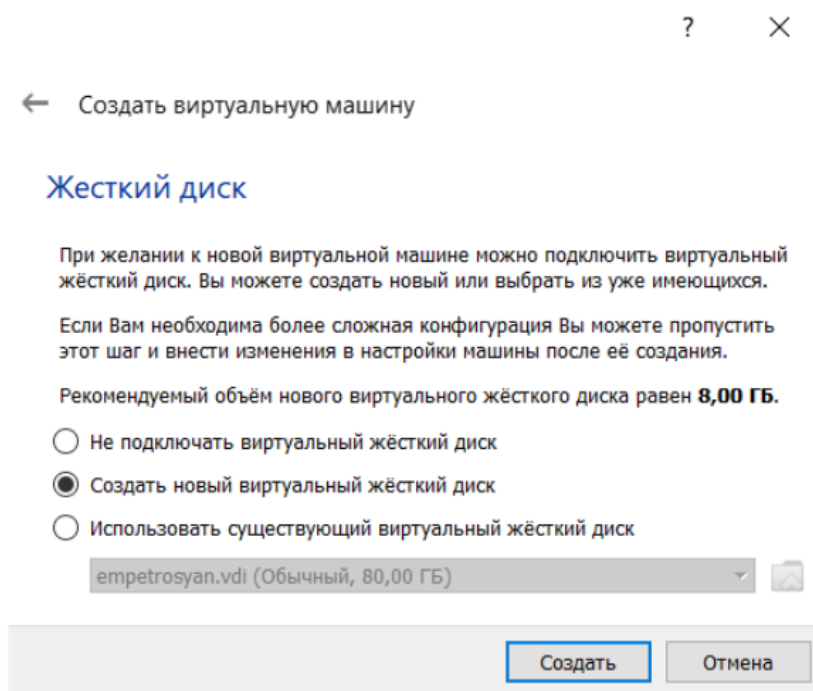 ?
Создать виртуальную машину
Жесткий диск
При желании к новой виртуальной машине можно подключить виртуальный
жёсткий диск. Вы можете создать новый или выбрать из уже имеющихся.
Если Вам необходима более сложная конфигурация Вы можете пропустить
этот шаг и внести изменения в настройки машины после её создания.
Рекомендуемый объём нового виртуального жёсткого диска равен 8,00 ГБ.
Не подключать виртуальный жёсткий диск
Создать новый виртуальный жёсткий диск
Использовать существующий виртуальный жёсткий диск
empetrosyan.vdi (Обычный, 80,00 ГБ)
Создать
Отмена